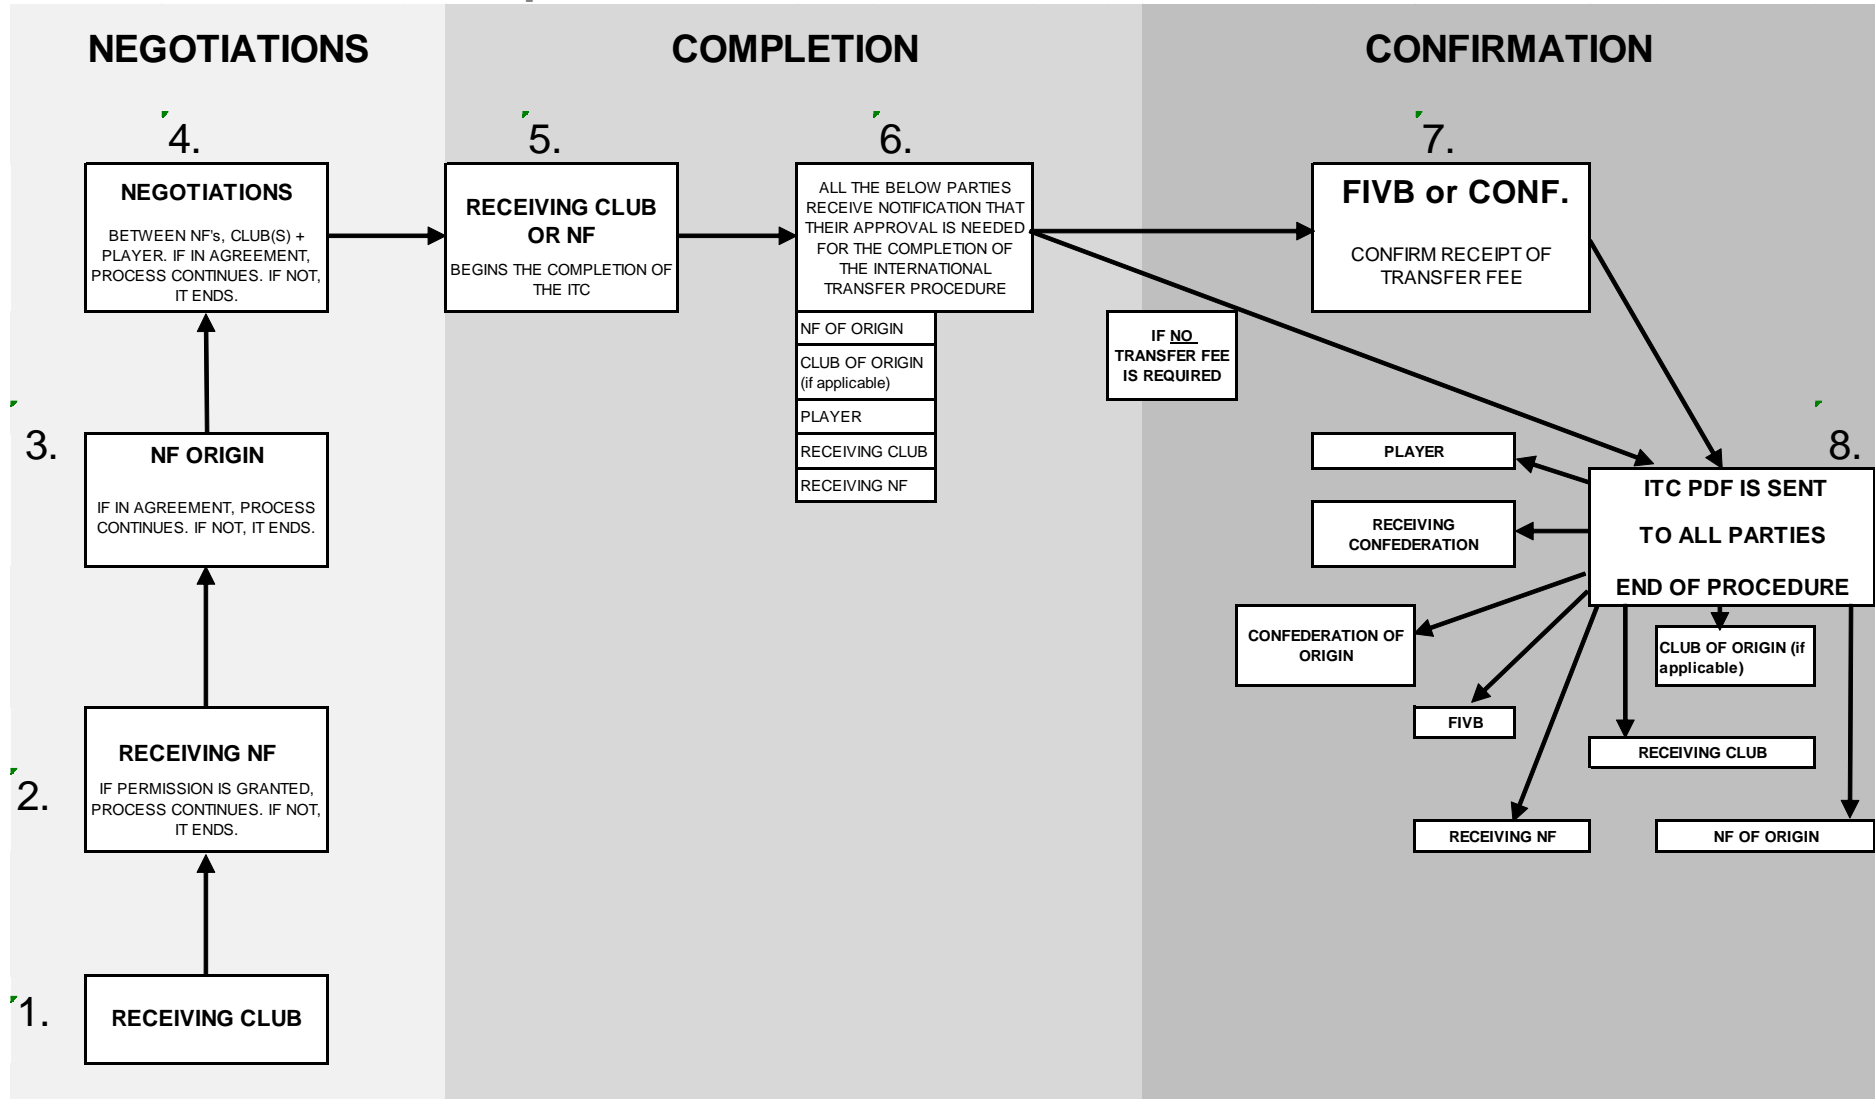 NEGOTIATIONS
COMPLETION
CONFIRMATION
4.
NEGOTIATIONS
BETWEEN NF's, CLUB(S) +
PLAYER. IF IN AGREEMENT,
PROCESS CONTINUES. IF NOT,
IT ENDS.
5.
RECEIVING CLUB
OR NF
BEGINS THE COMPLETION OF
THE ITC
6.
ALL THE BELOW PARTIES
RECEIVE NOTIFICATION THAT
THEIR APPROVAL IS NEEDED
FOR THE COMPLETION OF
THE INTERNATIONAL
TRANSFER PROCEDURE
NF OF ORIGIN
CLUB OF ORIGIN
(if applicable)
PLAYER
RECEIVING CLUB
RECEIVING NF
7.
FIVB or CONF.
CONFIRM RECEIPT OF
TRANSFER FEE
IF NO
TRANSFER FEE
IS REQUIRED
3.
NF ORIGIN
IF IN AGREEMENT, PROCESS
CONTINUES. IF NOT, IT ENDS.
2.
RECEIVING NF
IF PERMISSION IS GRANTED,
PROCESS CONTINUES. IF NOT,
IT ENDS.
1.
RECEIVING CLUB
8.
ITC PDF IS SENT
TO ALL PARTIES
END OF PROCEDURE
PLAYER
RECEIVING
CONFEDERATION
CONFEDERATION OF
ORIGIN
FIVB
RECEIVING NF
RECEIVING CLUB
CLUB OF ORIGIN (if
applicable)
NF OF ORIGIN